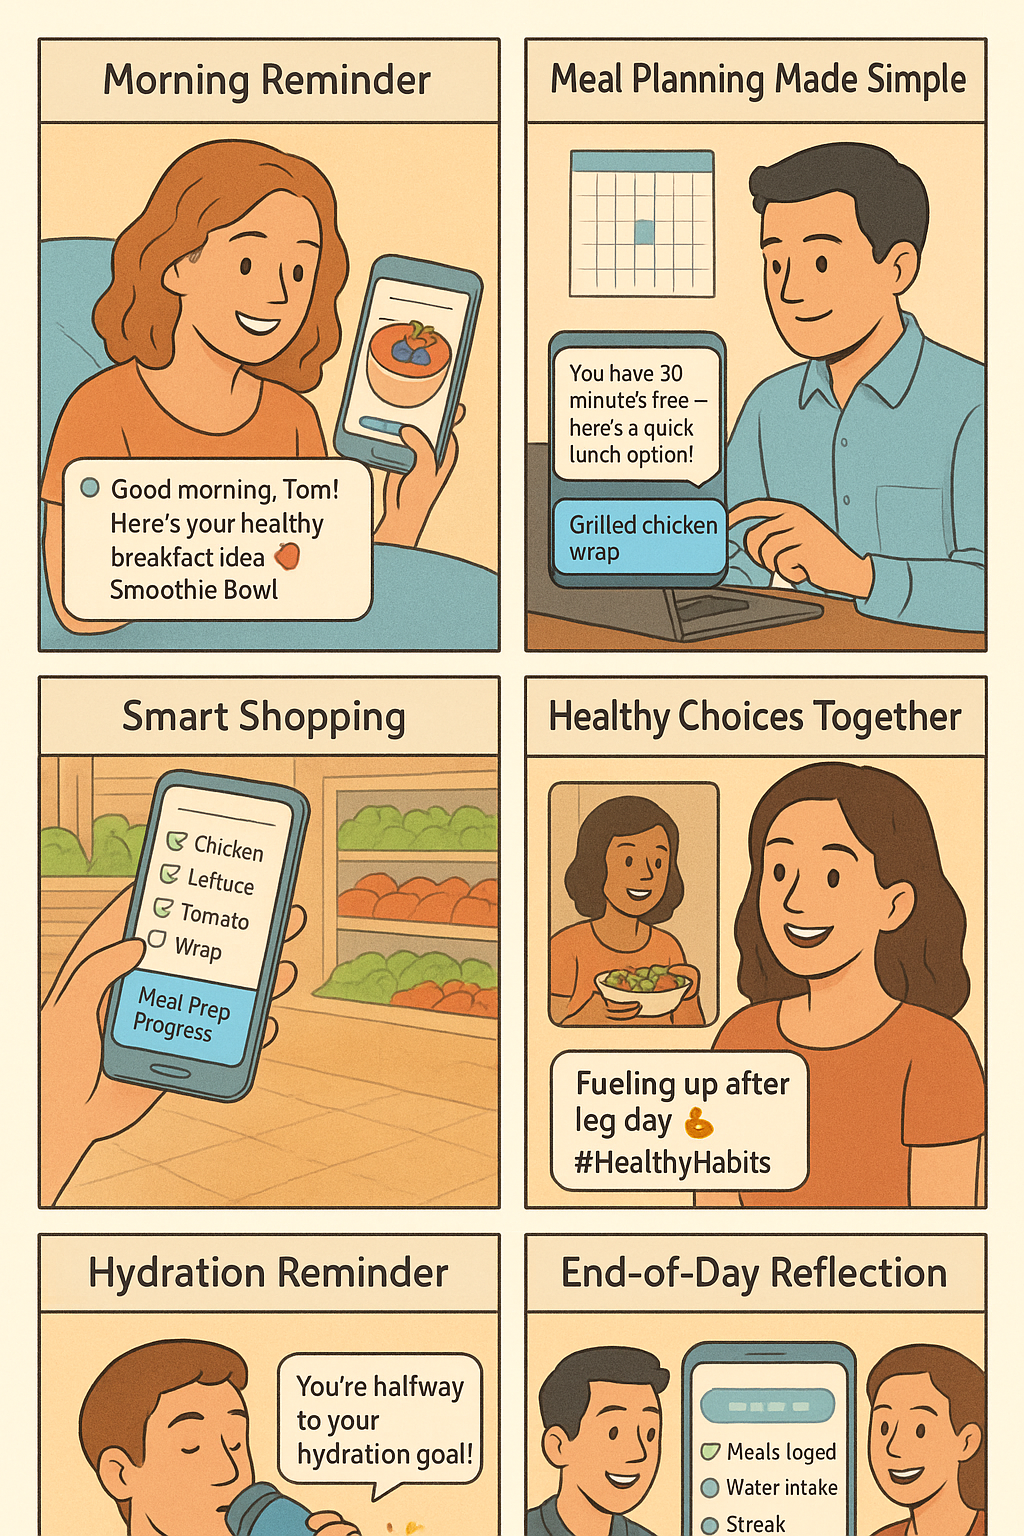 Morning Reminder
Good morning, Tom!
Here's your healthy
breakfact idea
Smoothie Bowl
Meal Planning Made Simple
You have 30
minute's free –
here's a quick
lunch option!
Grilled chicken
wrap
Smart Shopping
Chicken
Leftuce
Tomato
Wrap
Meal Prep
Progress
Healthy Choices Together
Fueling up after
leg day 💪
#HealthyHabits
Hydration Reminder
You're halfway
to your
hydration goal!
End-of-Day Reflection
Meals loged
Water intake
Streak